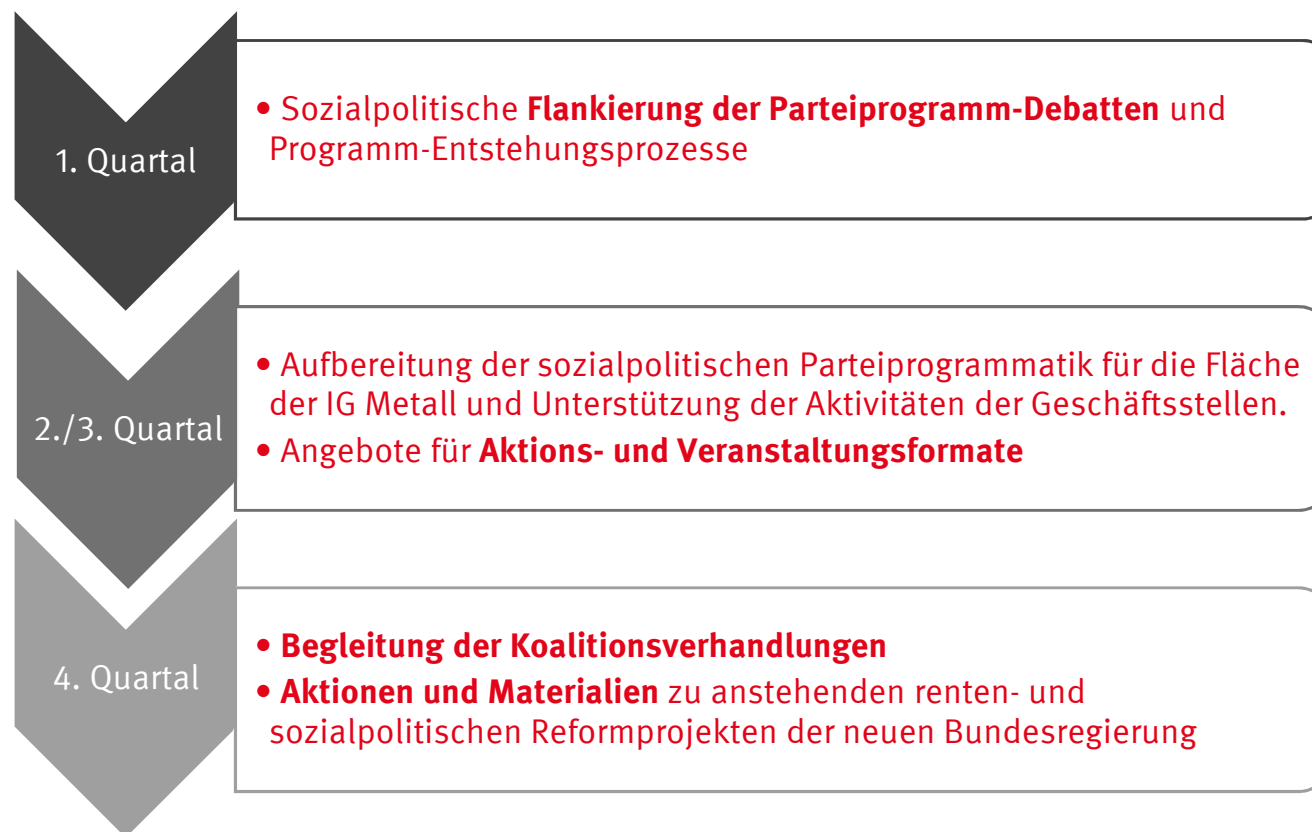 1. Quartal
• Sozialpolitische Flankierung der Parteiprogramm-Debatten und
Programm-Entstehungsprozesse
2./3. Quartal
• Aufbereitung der sozialpolitischen Parteiprogrammatik für die Fläche
der IG Metall und Unterstützung der Aktivitäten der Geschäftsstellen.
• Angebote für Aktions- und Veranstaltungsformate
4. Quartal
• Begleitung der Koalitionsverhandlungen
• Aktionen und Materialien zu anstehenden renten- und
sozialpolitischen Reformprojekten der neuen Bundesregierung